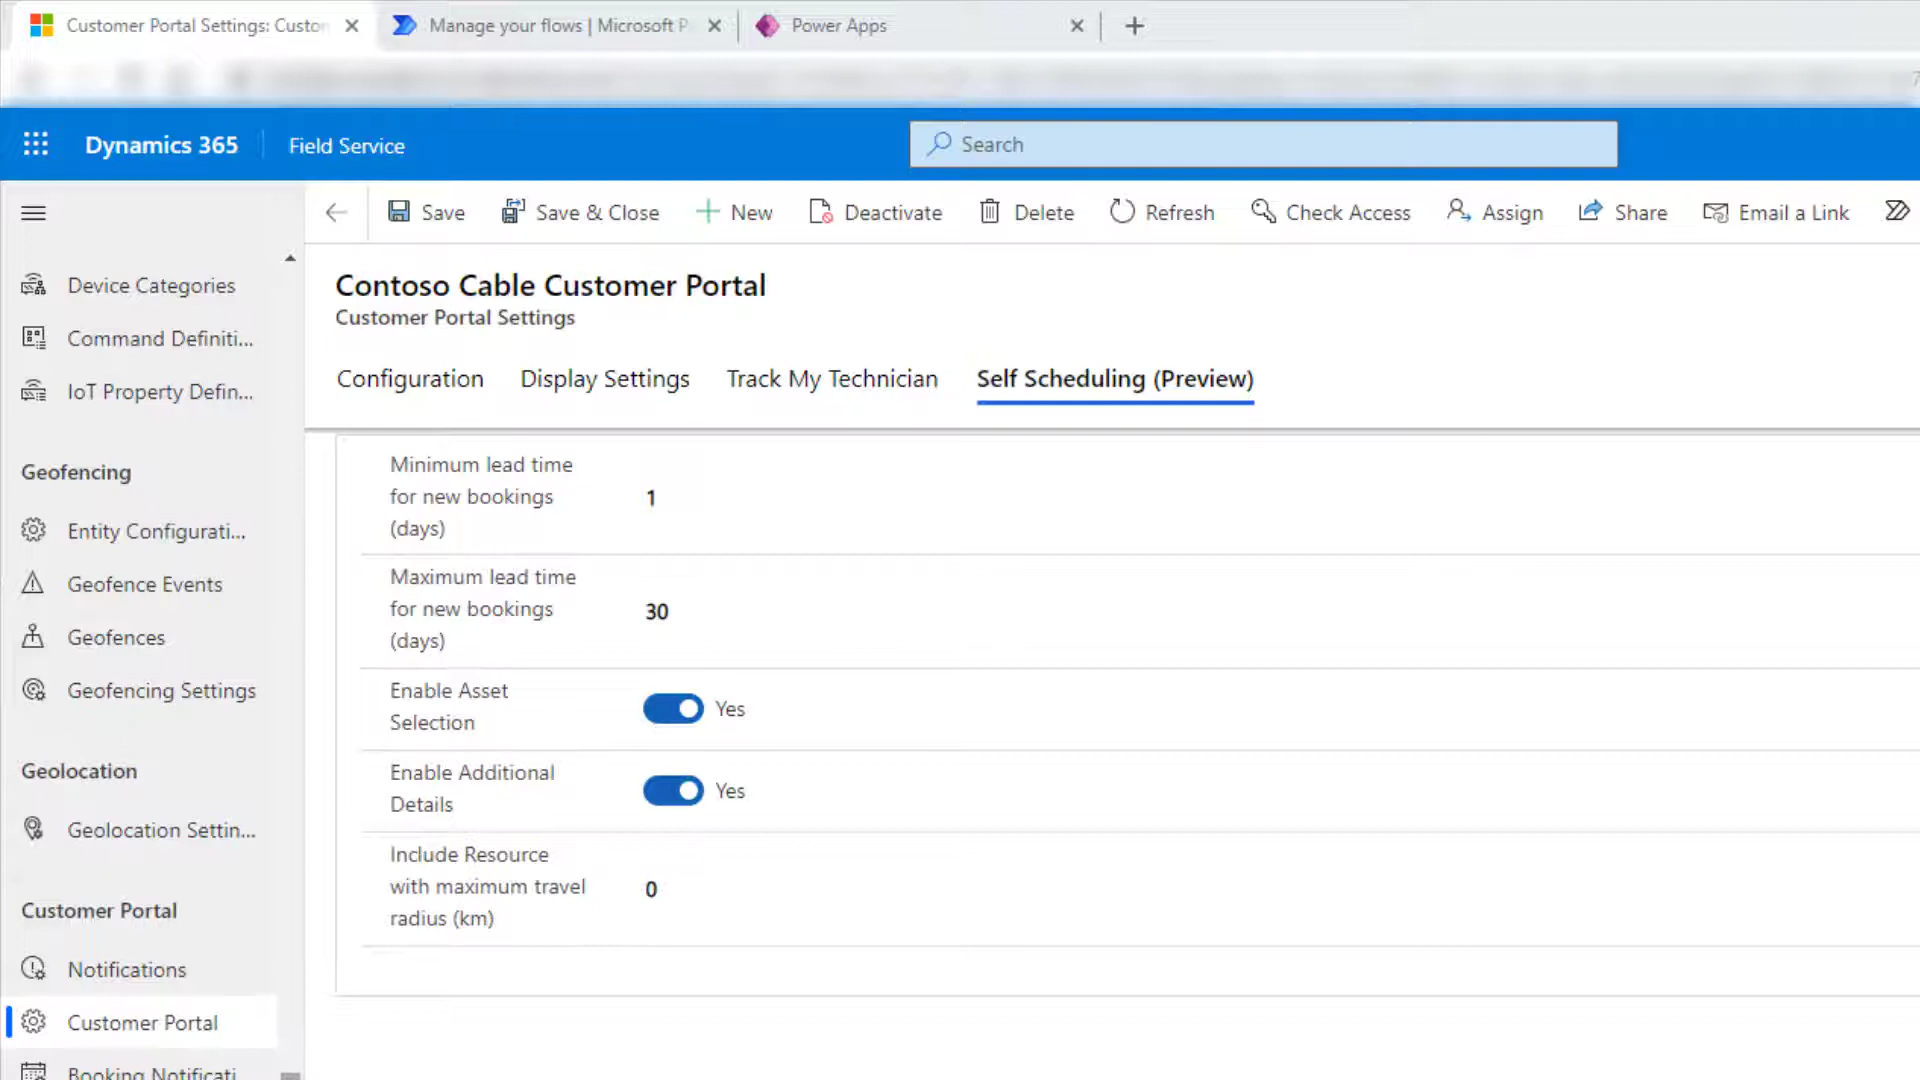 Customer Portal Settings: Custo
Manage your flows | Microsoft P
Power Apps
Dynamics 365
Field Service
Search
Save
Save & Close
New
Deactivate
Delete
Refresh
Check Access
Assign
Share
Email a Link
Device Categories
Command Definiti...
IoT Property Defin...
Geofencing
Entity Configurati...
Geofence Events
Geofences
Geofencing Settings
Geolocation
Geolocation Settin...
Customer Portal
Notifications
Customer Portal
Booking Notificati
Contoso Cable Customer Portal
Customer Portal Settings
Configuration
Display Settings
Track My Technician
Self Scheduling (Preview)
Minimum lead time
for new bookings
(days)
1
Maximum lead time
for new bookings
(days)
30
Enable Asset
Selection
Yes
Enable Additional
Details
Yes
Include Resource
with maximum travel
radius (km)
0